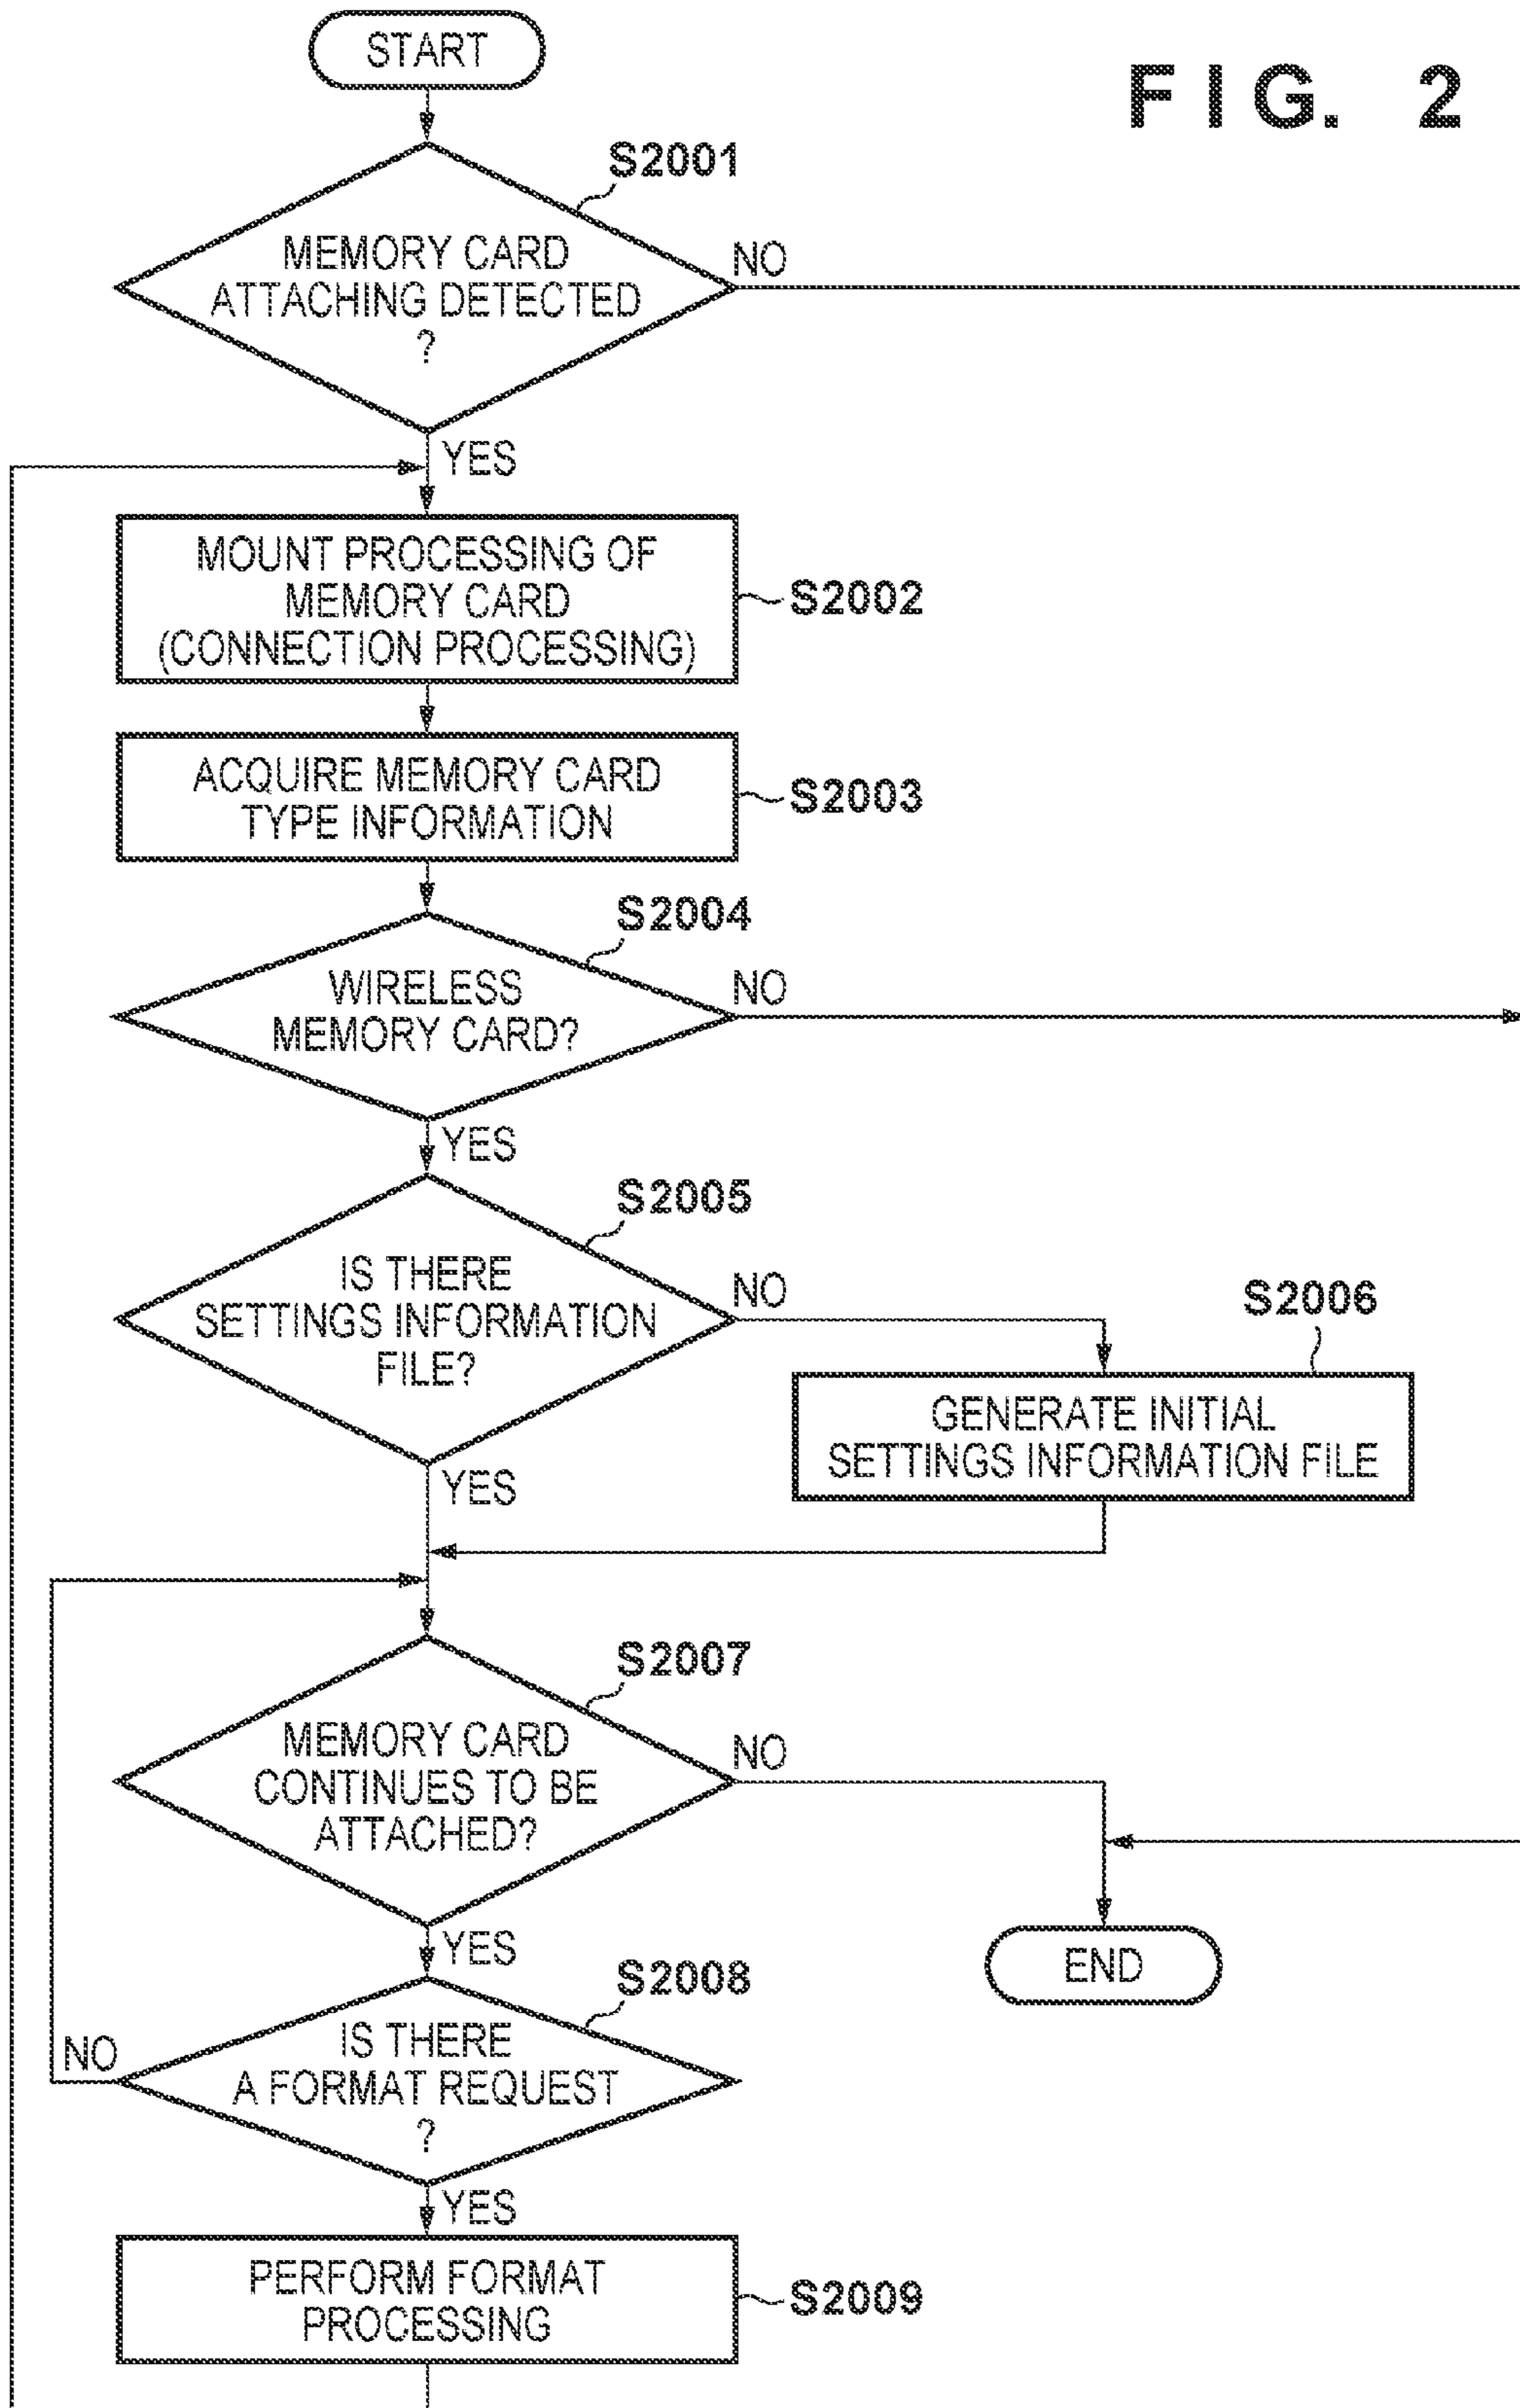 FIG. 2
START
S2001
MEMORY CARD
ATTACHING DETECTED
?
NO
YES
MOUNT PROCESSING OF
MEMORY CARD
(CONNECTION PROCESSING)
S2002
ACQUIRE MEMORY CARD
TYPE INFORMATION
S2003
S2004
WIRELESS
MEMORY CARD?
NO
YES
S2005
IS THERE
SETTINGS INFORMATION
FILE?
NO
YES
S2006
GENERATE INITIAL
SETTINGS INFORMATION FILE
S2007
MEMORY CARD
CONTINUES TO BE
ATTACHED?
NO
YES
END
S2008
IS THERE
A FORMAT REQUEST
?
NO
YES
PERFORM FORMAT
PROCESSING
S2009